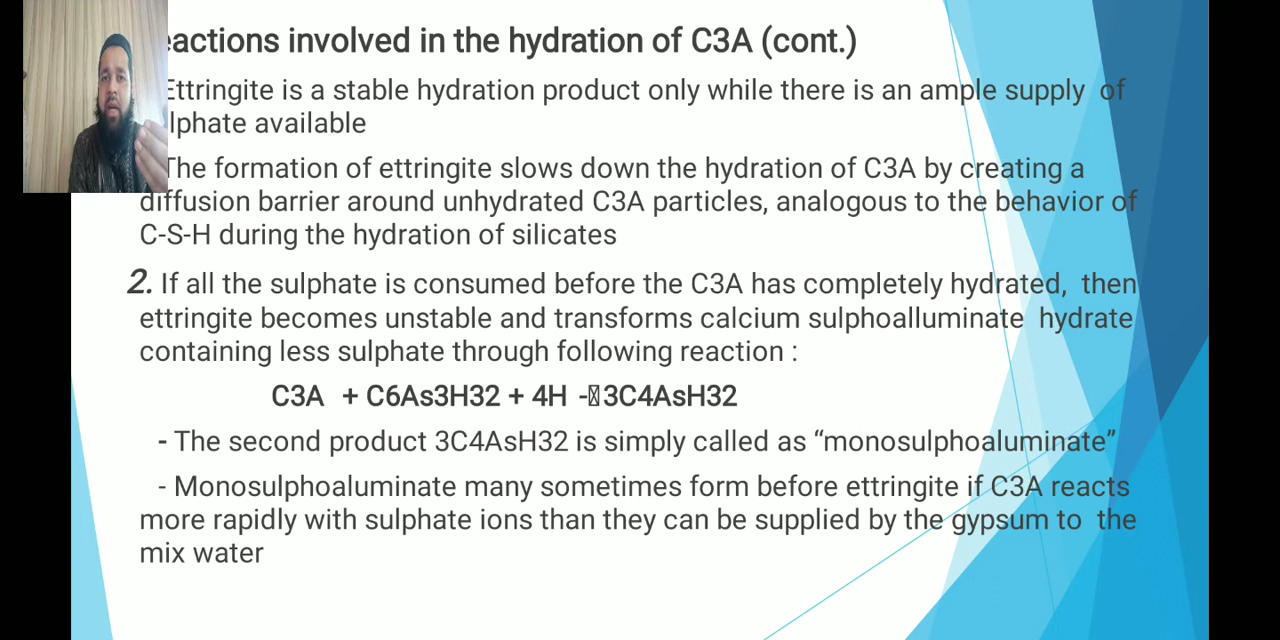 eactions involved in the hydration of C3A (cont.)
Ettringite is a stable hydration product only while there is an ample supply of
lphate available
The formation of ettringite slows down the hydration of C3A by creating a
diffusion barrier around unhydrated C3A particles, analogous to the behavior of
C-S-H during the hydration of silicates
2. If all the sulphate is consumed before the C3A has completely hydrated, then
ettringite becomes unstable and transforms calcium sulphoalluminate hydrate
containing less sulphate through following reaction :
C3A + C6As3H32 + 4H -3C4AsH32
- The second product 3C4AsH32 is simply called as “monosulphoaluminate”
- Monosulphoaluminate many sometimes form before ettringite if C3A reacts
more rapidly with sulphate ions than they can be supplied by the gypsum to the
mix water